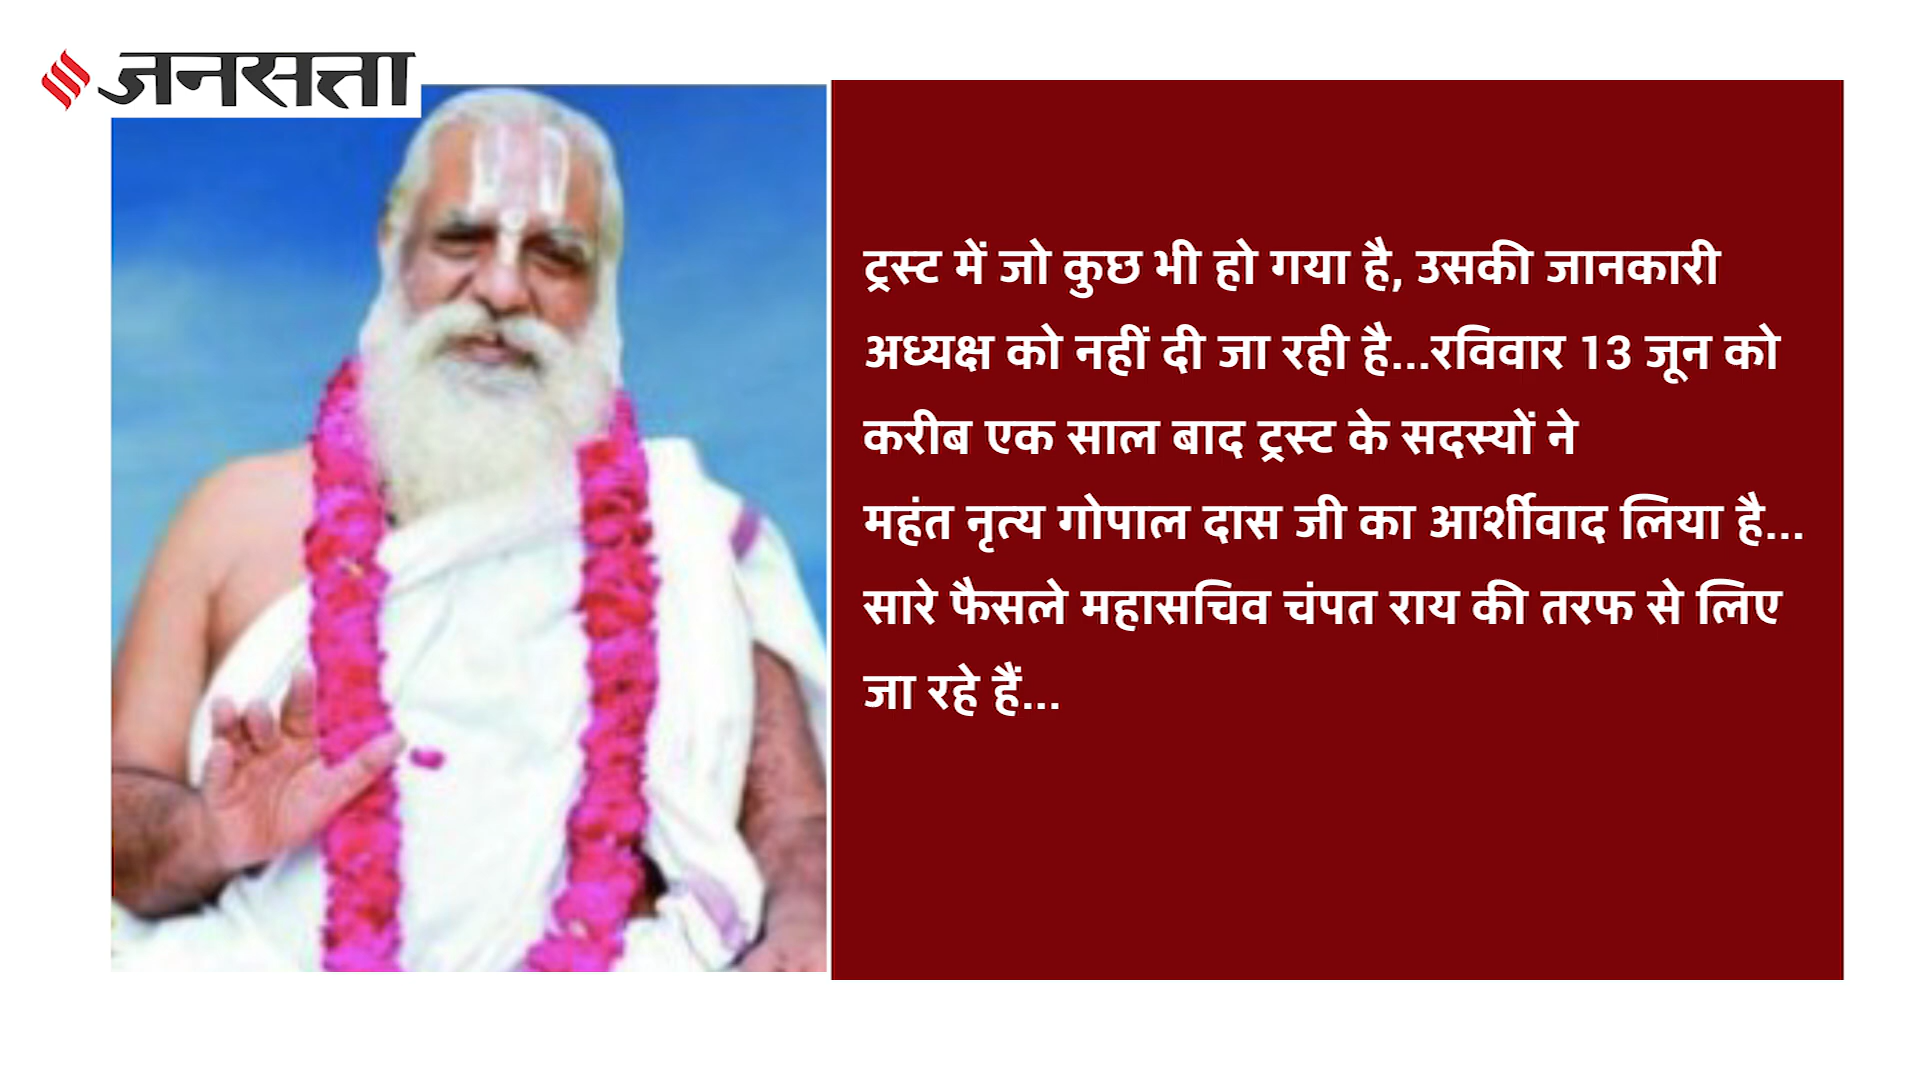 जनसत्ता
ट्रस्ट में जो कुछ भी हो गया है, उसकी जानकारी
अध्यक्ष को नहीं दी जा रही है...रविवार 13 जून को
करीब एक साल बाद ट्रस्ट के सदस्यों ने
महंत नृत्य गोपाल दास जी का आर्शीवाद लिया है...
सारे फैसले महासचिव चंपत राय की तरफ से लिए
जा रहे हैं...